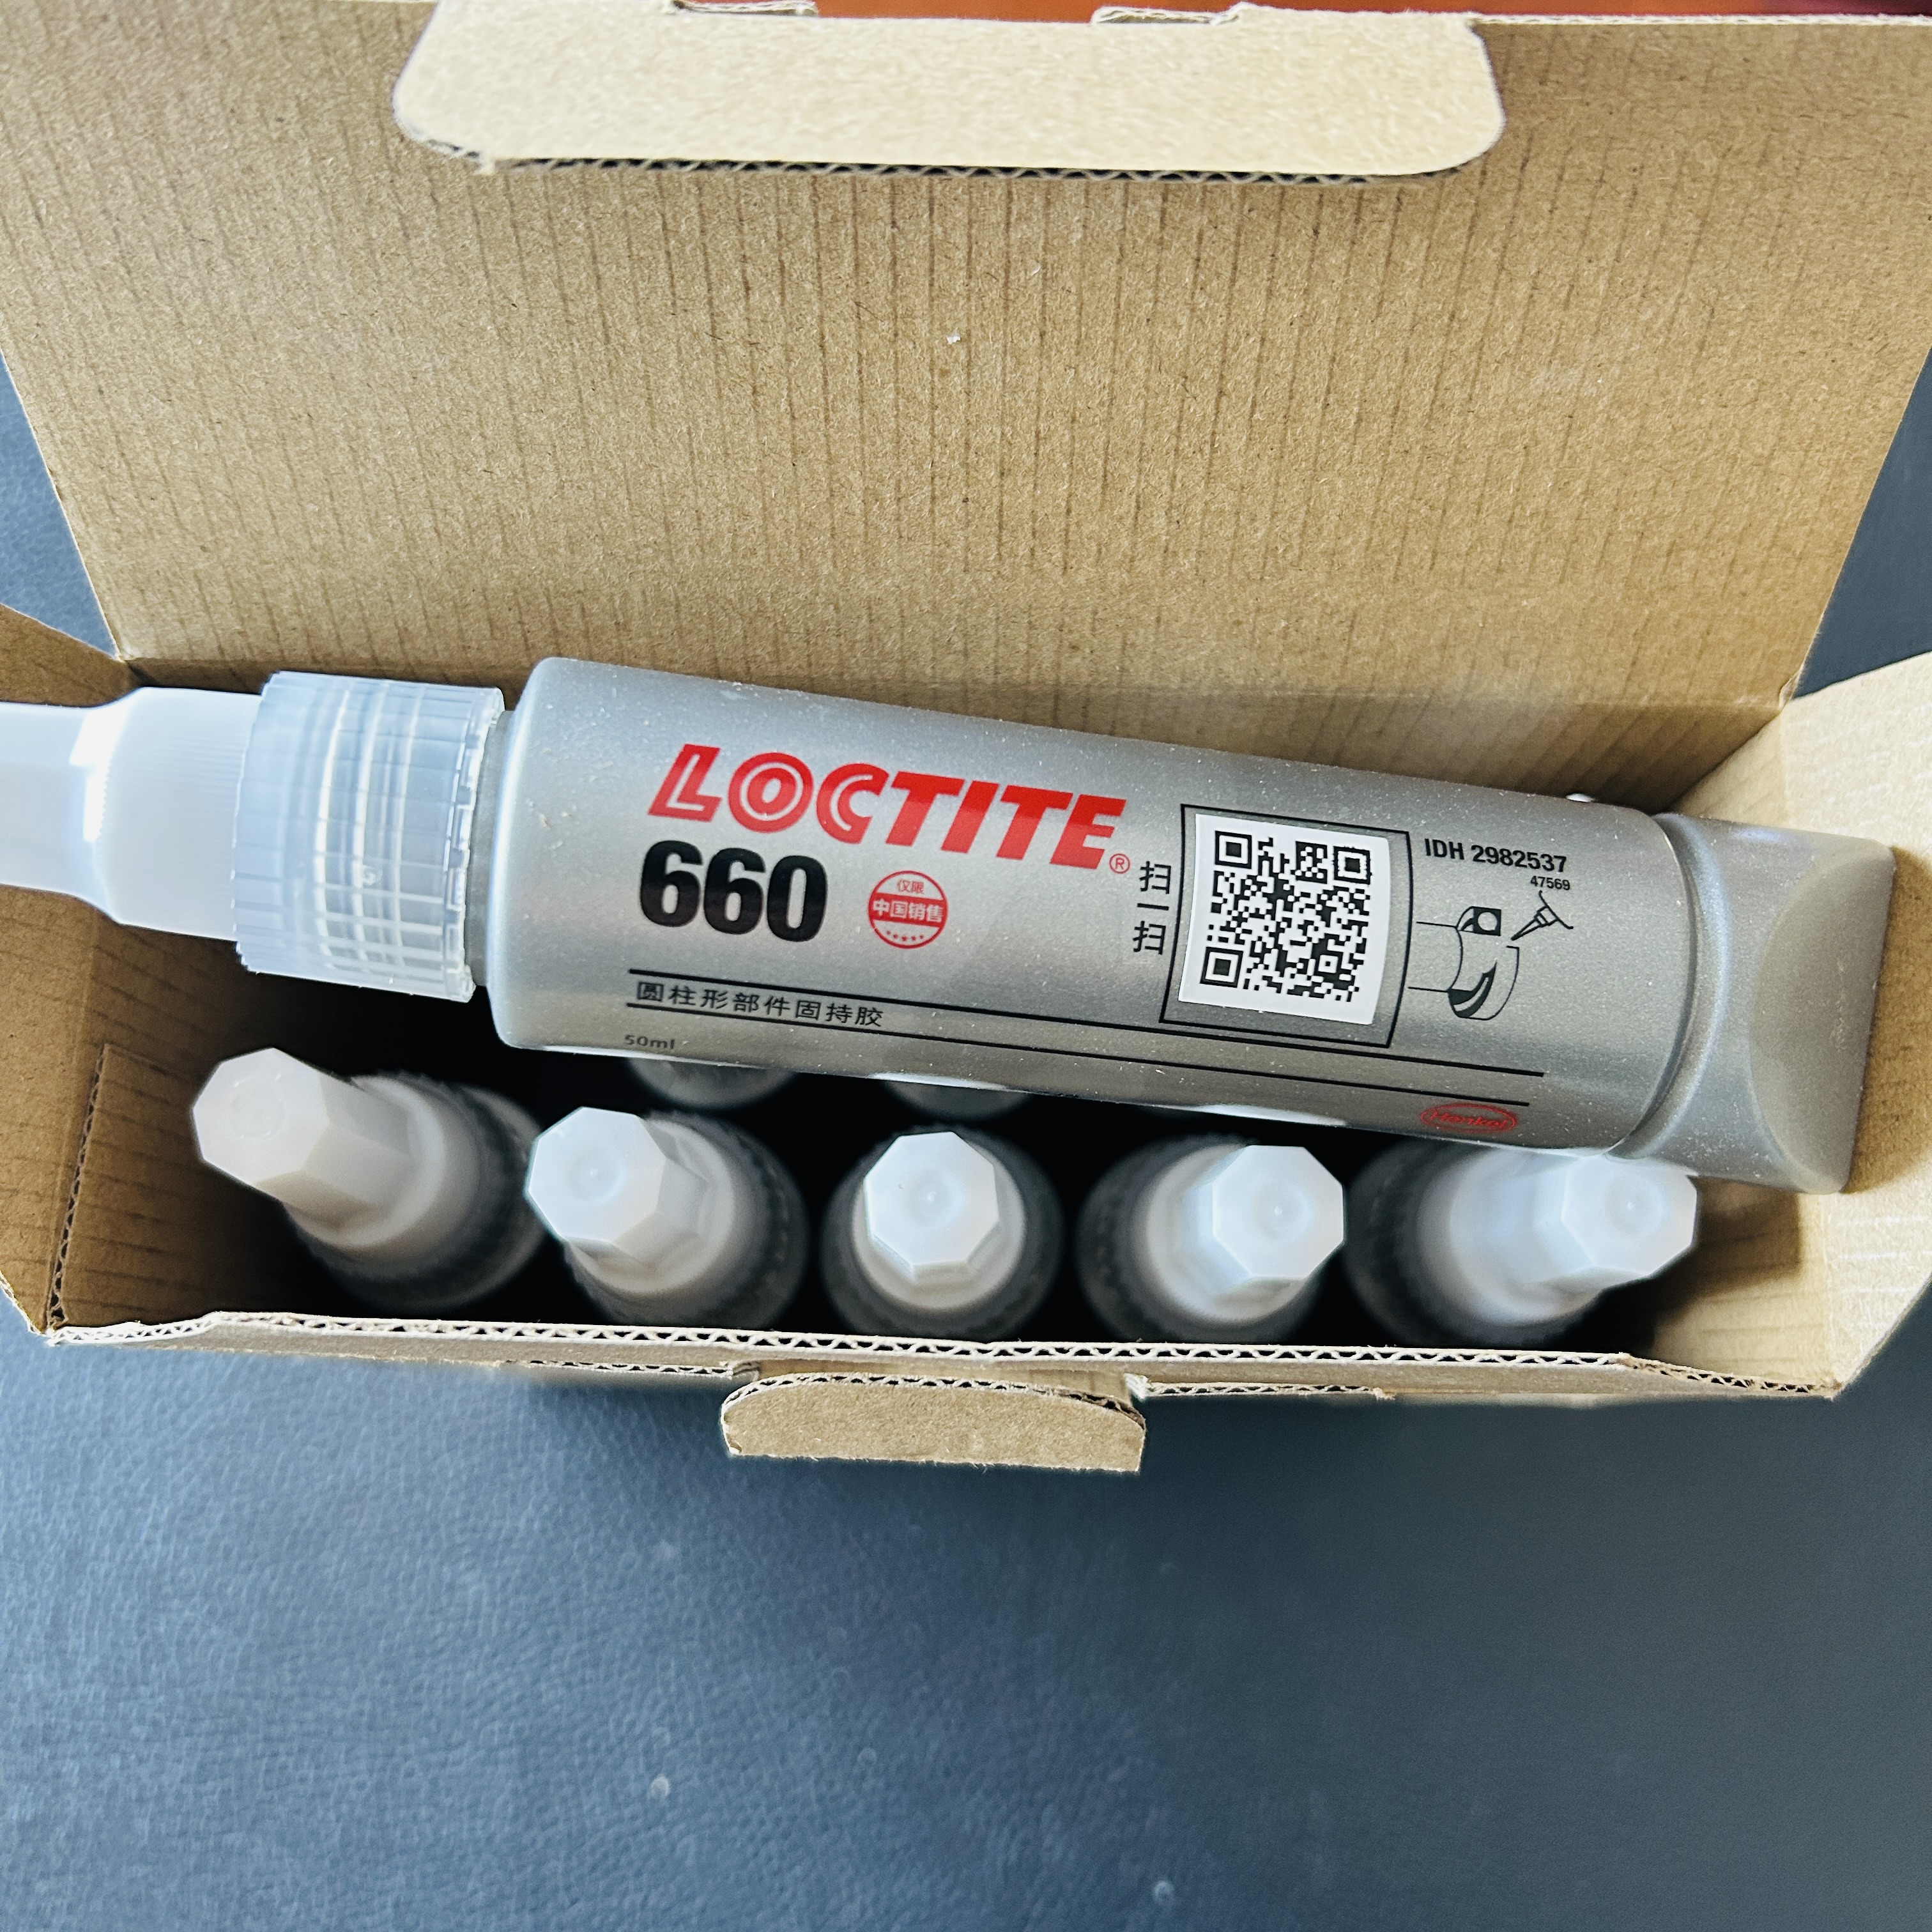 LOCTITE®
660
仅限
中国销售
扫一扫
IDH 2982537
47569
圆柱形部件固持胶
50ml
Henkel